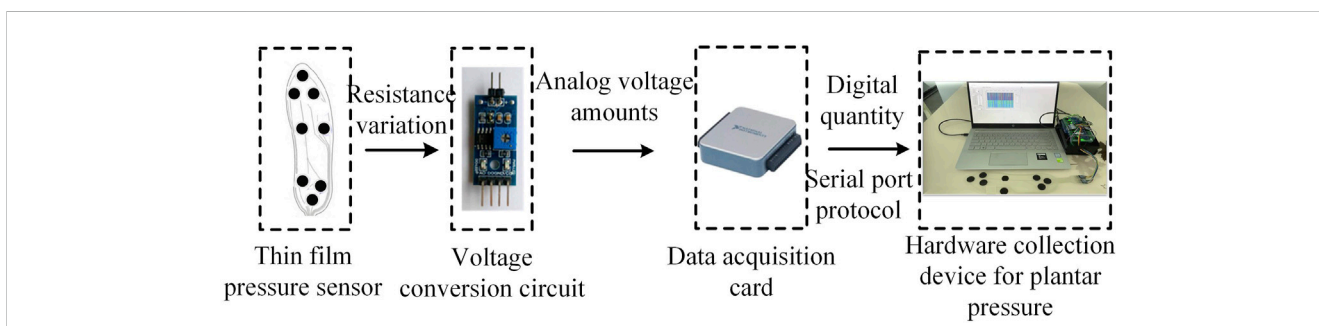 Resistance
variation
Analog voltage
amounts
Digital
quantity
Serial port
protocol
Thin film
pressure sensor
Voltage
conversion circuit
Data acquisition
card
Hardware collection
device for plantar
pressure